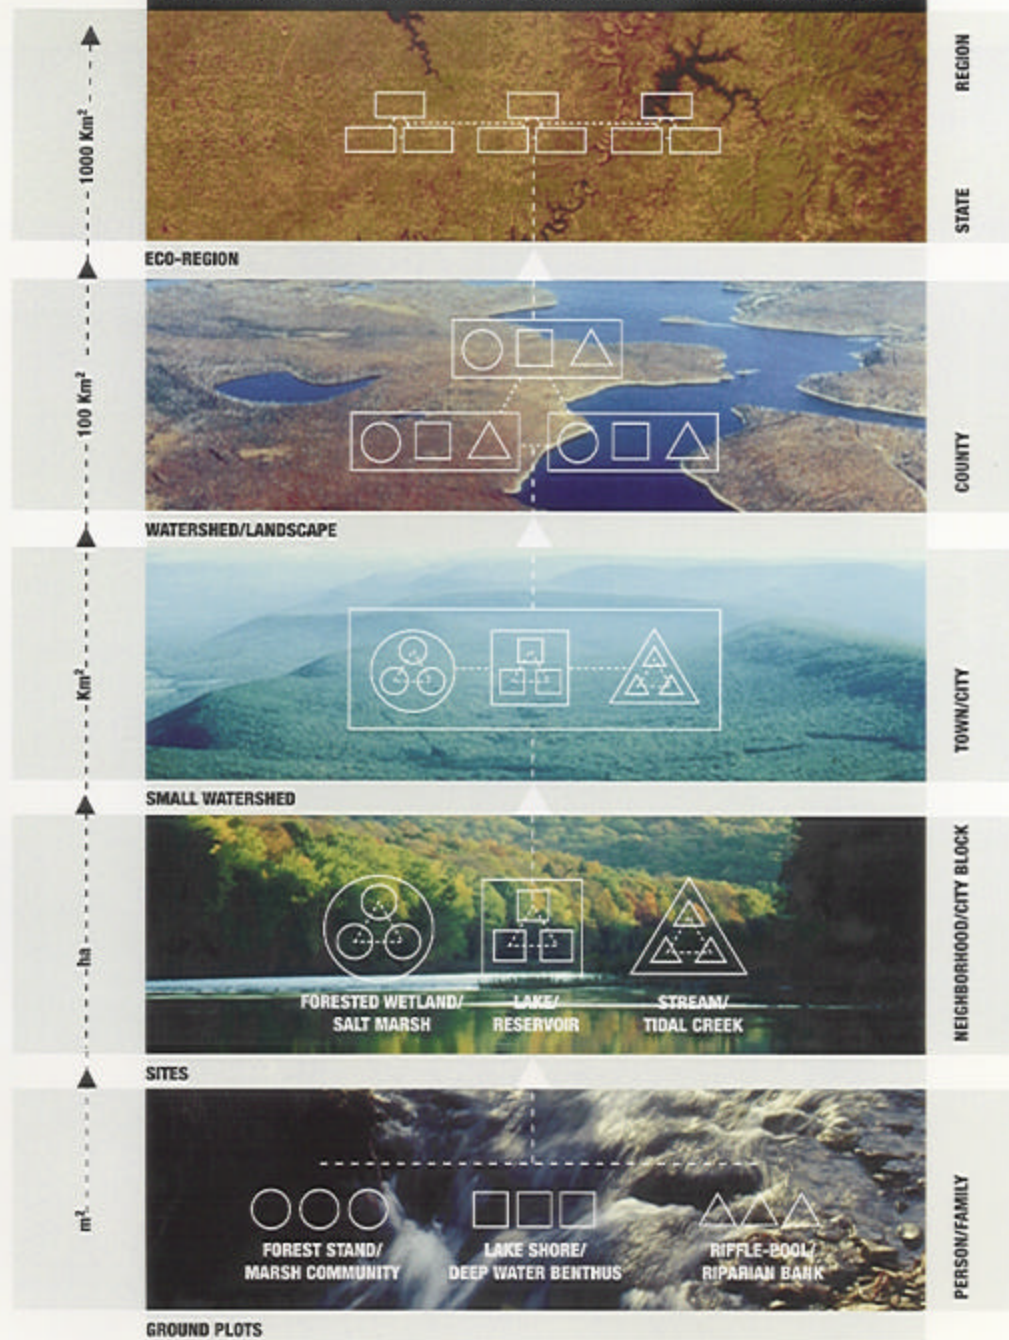 1000 Km²
REGION
STATE
ECO-REGION
100 Km²
COUNTY
WATERSHED/LANDSCAPE
Km²
TOWN/CITY
SMALL WATERSHED
ha
NEIGHBORHOOD/CITY BLOCK
FORESTED WETLAND/
SALT MARSH
LAKE/
RESERVOIR
STREAM/
TIDAL CREEK
SITES
m²
PERSON/FAMILY
FOREST STAND/
MARSH COMMUNITY
LAKE SHORE/
DEEP WATER BENTHUS
RIFFLE-POOL/
RIPARIAN BANK
GROUND PLOTS